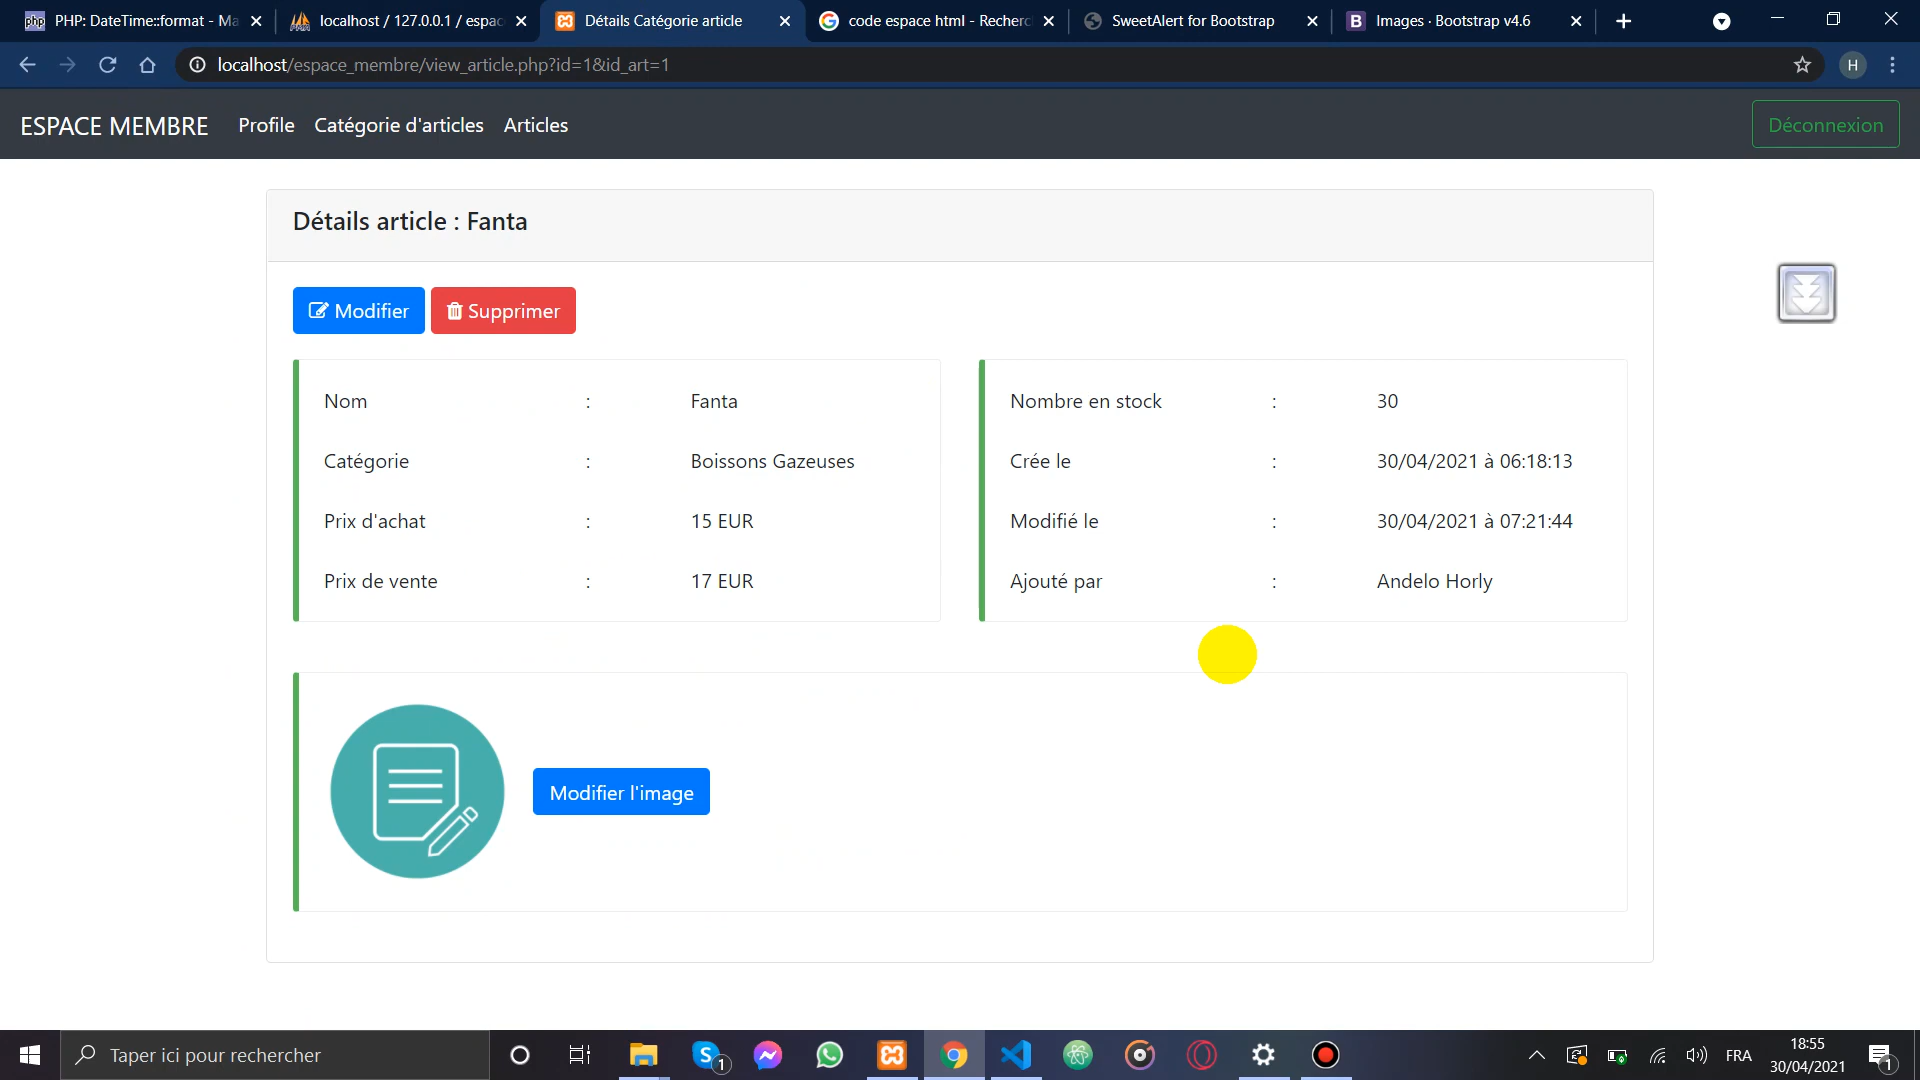 PHP: DateTime::format - Ma
localhost / 127.0.0.1 / espac
Détails Catégorie article
code espace html - Recherc
SweetAlert for Bootstrap
Images · Bootstrap v4.6
localhost/espace_membre/view_article.php?id=1&id_art=1
H
ESPACE MEMBRE Profile Catégorie d'articles Articles Déconnexion
Détails article : Fanta
Modifier Supprimer
Nom : Fanta
Catégorie : Boissons Gazeuses
Prix d'achat : 15 EUR
Prix de vente : 17 EUR
Nombre en stock : 30
Crée le : 30/04/2021 à 06:18:13
Modifié le : 30/04/2021 à 07:21:44
Ajouté par : Andelo Horly
Modifier l'image
Taper ici pour rechercher
1
FRA
18:55
30/04/2021
1